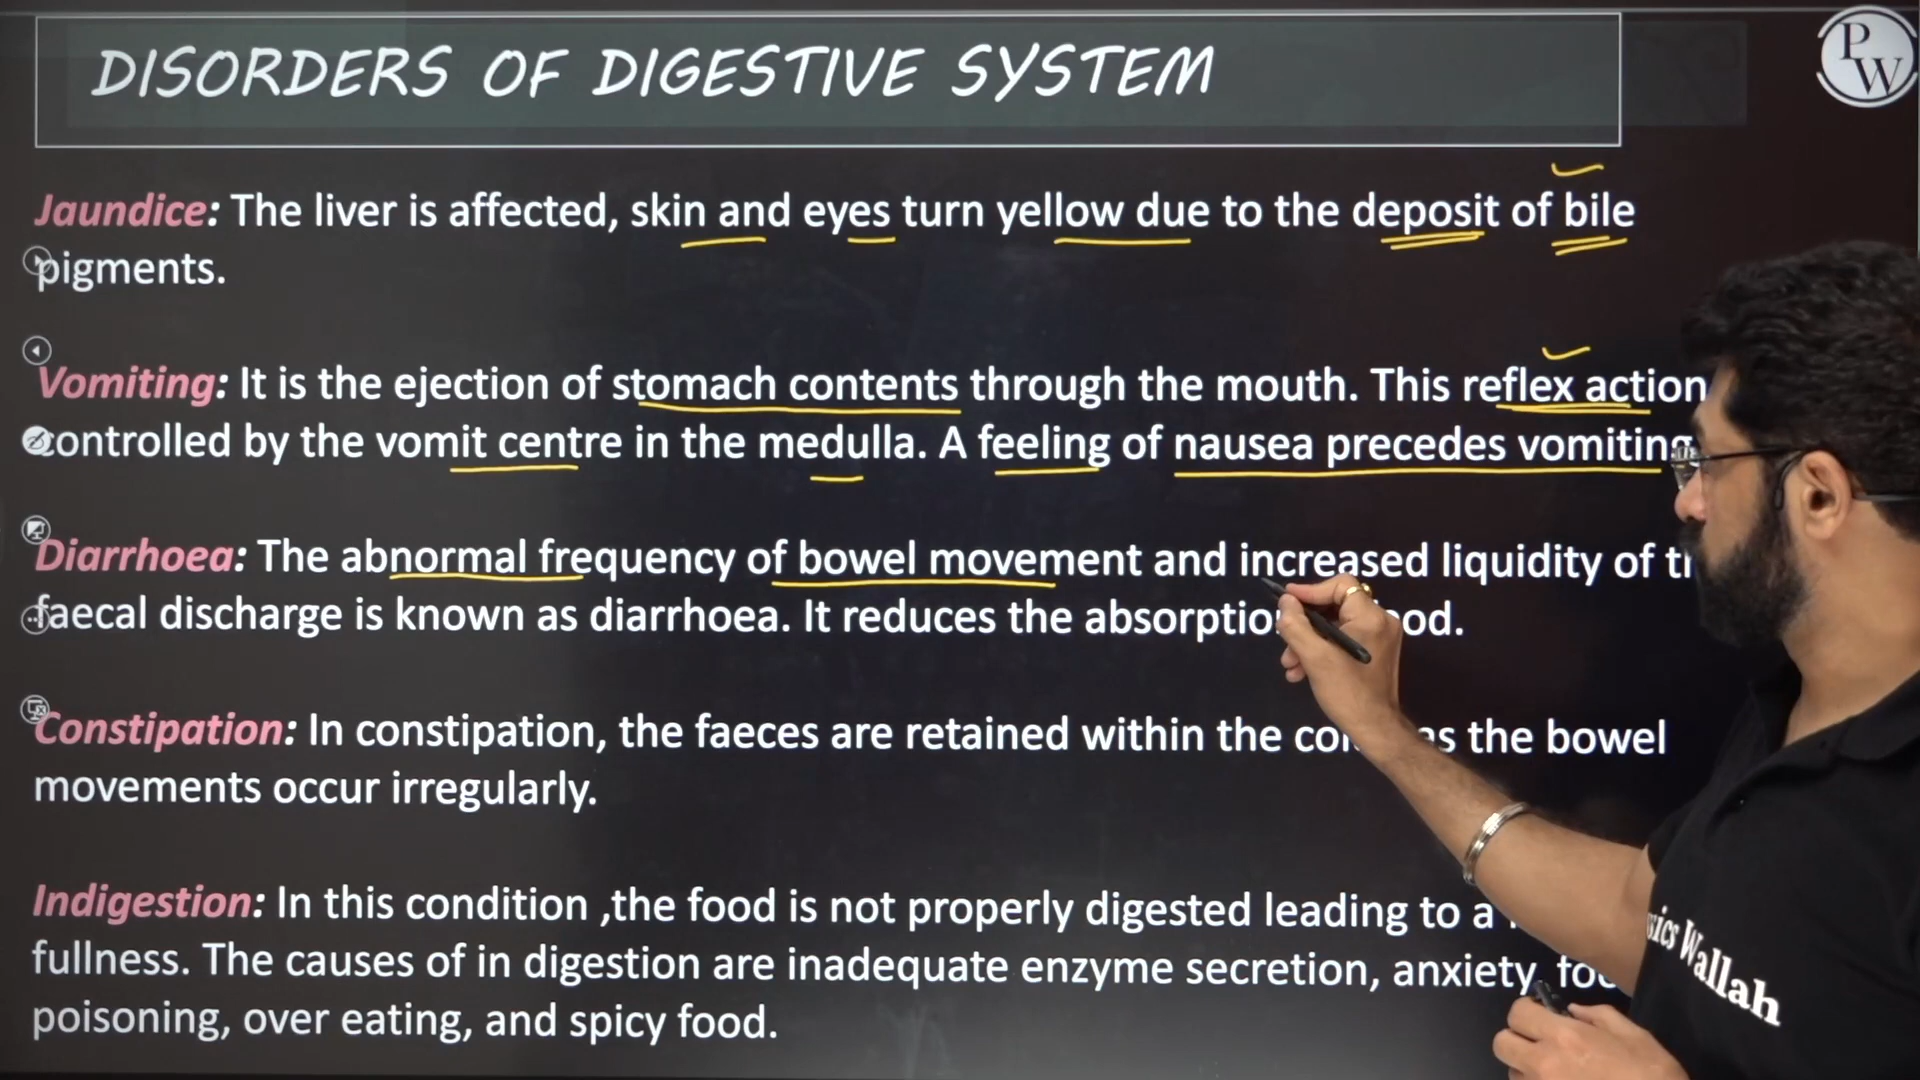 DISORDERS OF DIGESTIVE SYSTEM
PW
Jaundice: The liver is affected, skin and eyes turn yellow due to the deposit of bile
pigments.
Vomiting: It is the ejection of stomach contents through the mouth. This reflex action
controlled by the vomit centre in the medulla. A feeling of nausea precedes vomiting
Diarrhoea: The abnormal frequency of bowel movement and increased liquidity of
faecal discharge is known as diarrhoea. It reduces the absorption
Constipation: In constipation, the faeces are retained within the as the bowel
movements occur irregularly.
Indigestion: In this condition ,the food is not properly digested leading to a
fullness. The causes of in digestion are inadequate enzyme secretion, anxiety,
poisoning, over eating, and spicy food.
Wallah